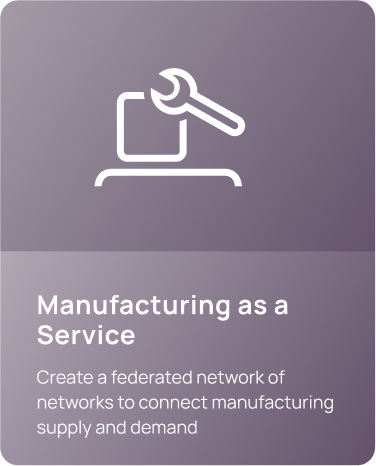 Manufacturing as a
Service
Create a federated network of
networks to connect manufacturing
supply and demand